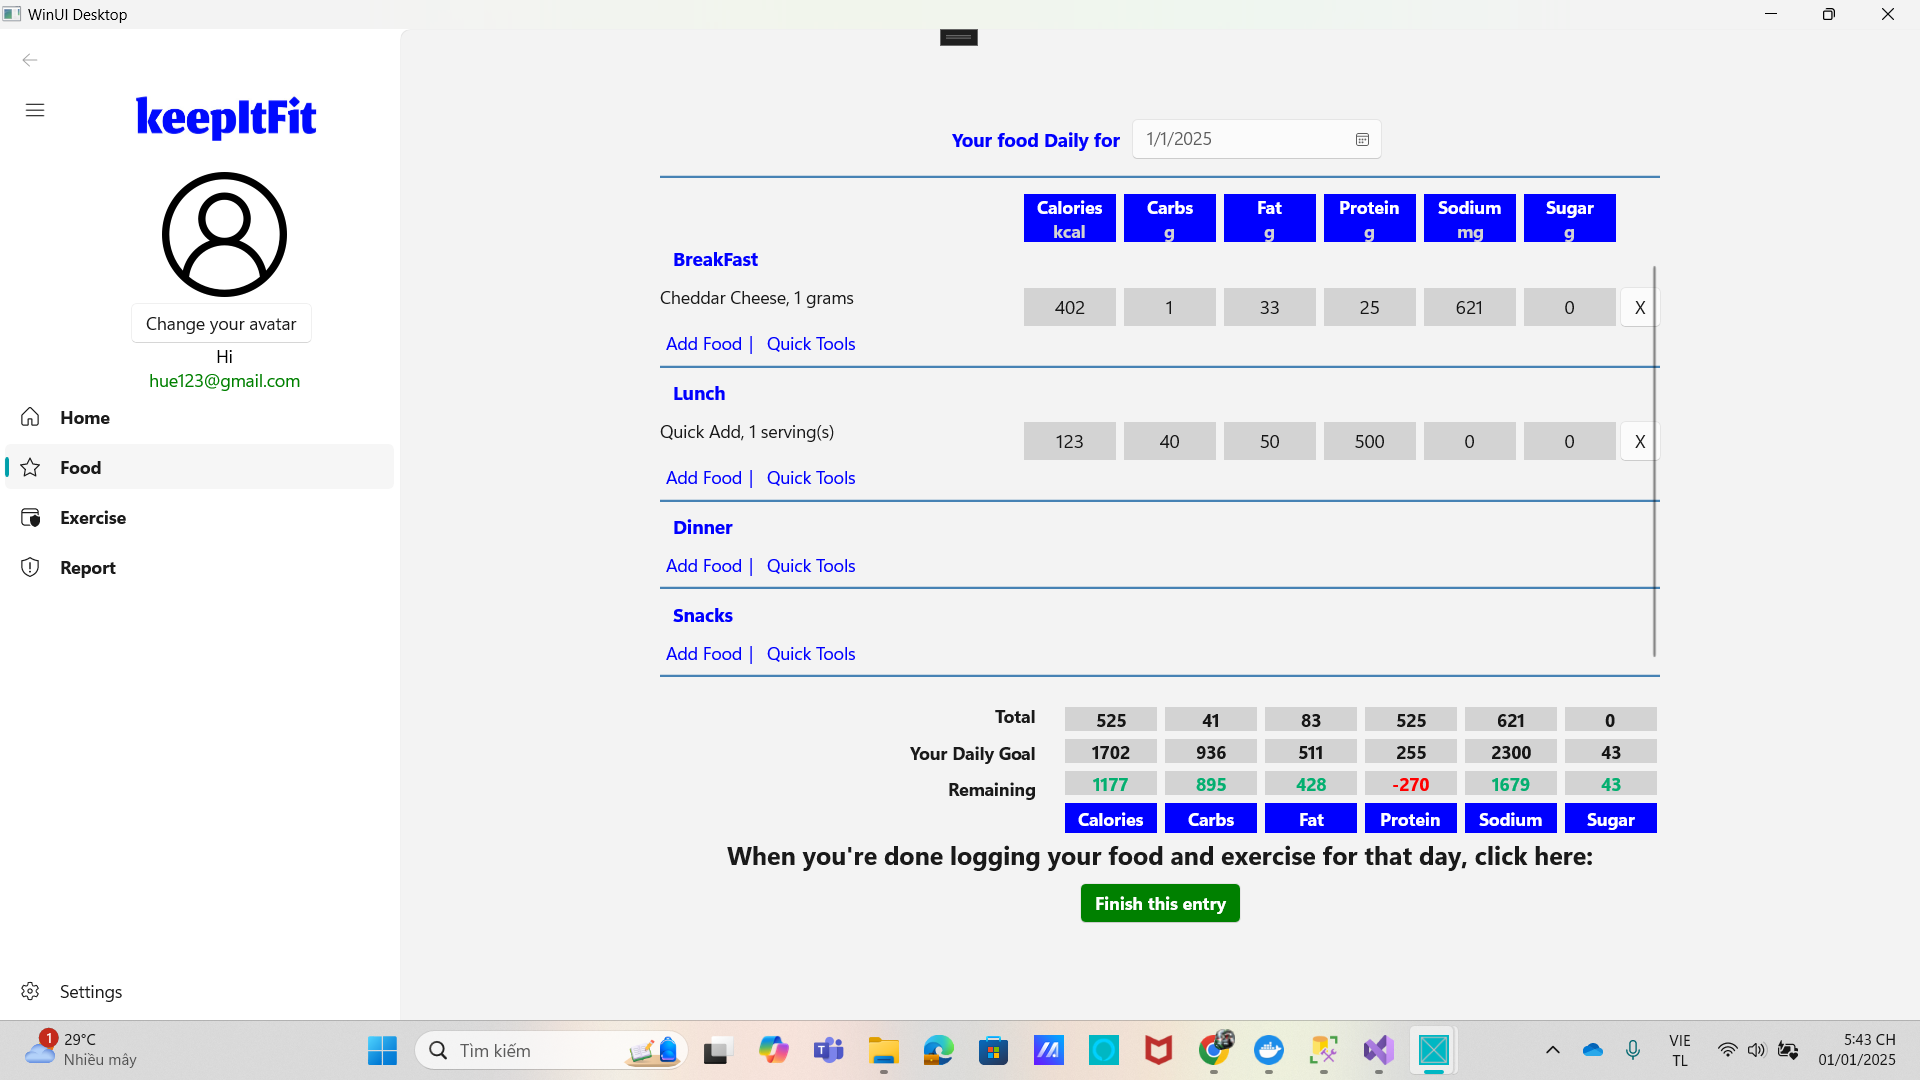 WinUI Desktop
keepItFit
Change your avatar
Hi
hue123@gmail.com
Home
Food
Exercise
Report
Settings
Your food Daily for 1/1/2025
Calories Carbs Fat Protein Sodium Sugar
kcal g g g mg g
BreakFast
Cheddar Cheese, 1 grams 402 1 33 25 621 0 X
Add Food | Quick Tools
Lunch
Quick Add, 1 serving(s) 123 40 50 500 0 0 X
Add Food | Quick Tools
Dinner
Add Food | Quick Tools
Snacks
Add Food | Quick Tools
Total 525 41 83 525 621 0
Your Daily Goal 1702 936 511 255 2300 43
Remaining 1177 895 428 -270 1679 43
Calories Carbs Fat Protein Sodium Sugar
When you're done logging your food and exercise for that day, click here:
Finish this entry
1 29°C
Nhiều mây
Tìm kiếm
VIE
TL
5:43 CH
01/01/2025